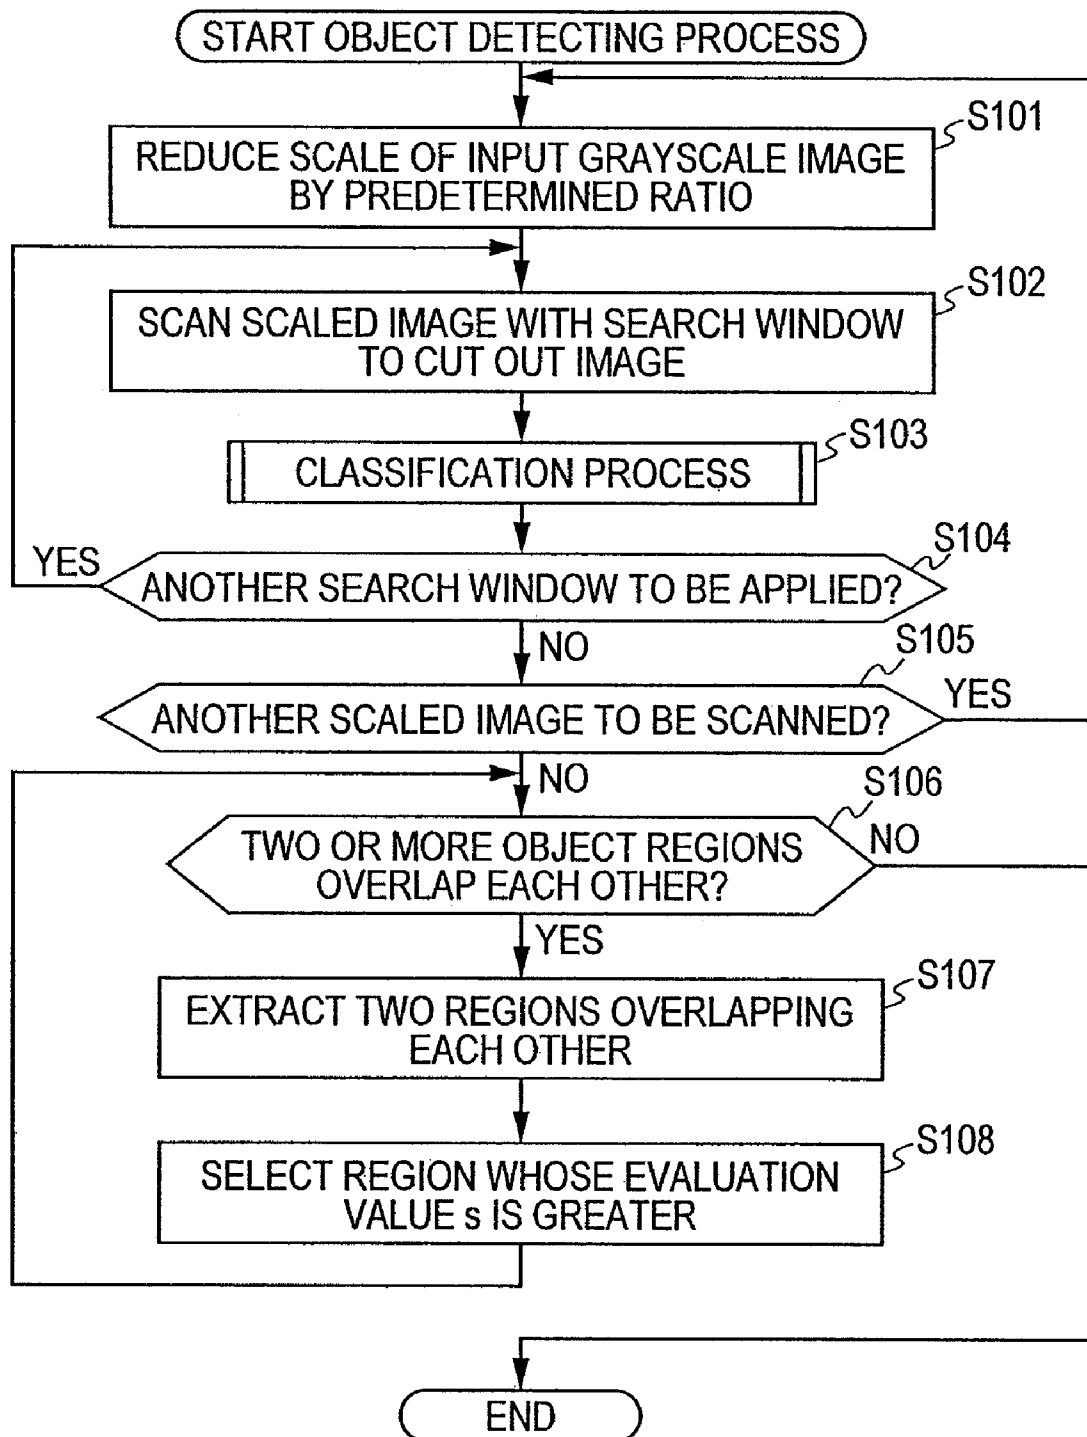 START OBJECT DETECTING PROCESS
S101
REDUCE SCALE OF INPUT GRAYSCALE IMAGE
BY PREDETERMINED RATIO
S102
SCAN SCALED IMAGE WITH SEARCH WINDOW
TO CUT OUT IMAGE
S103
CLASSIFICATION PROCESS
S104
YES
ANOTHER SEARCH WINDOW TO BE APPLIED?
NO
S105
YES
ANOTHER SCALED IMAGE TO BE SCANNED?
NO
S106
NO
TWO OR MORE OBJECT REGIONS
OVERLAP EACH OTHER?
YES
S107
EXTRACT TWO REGIONS OVERLAPPING
EACH OTHER
S108
SELECT REGION WHOSE EVALUATION
VALUE s IS GREATER
END